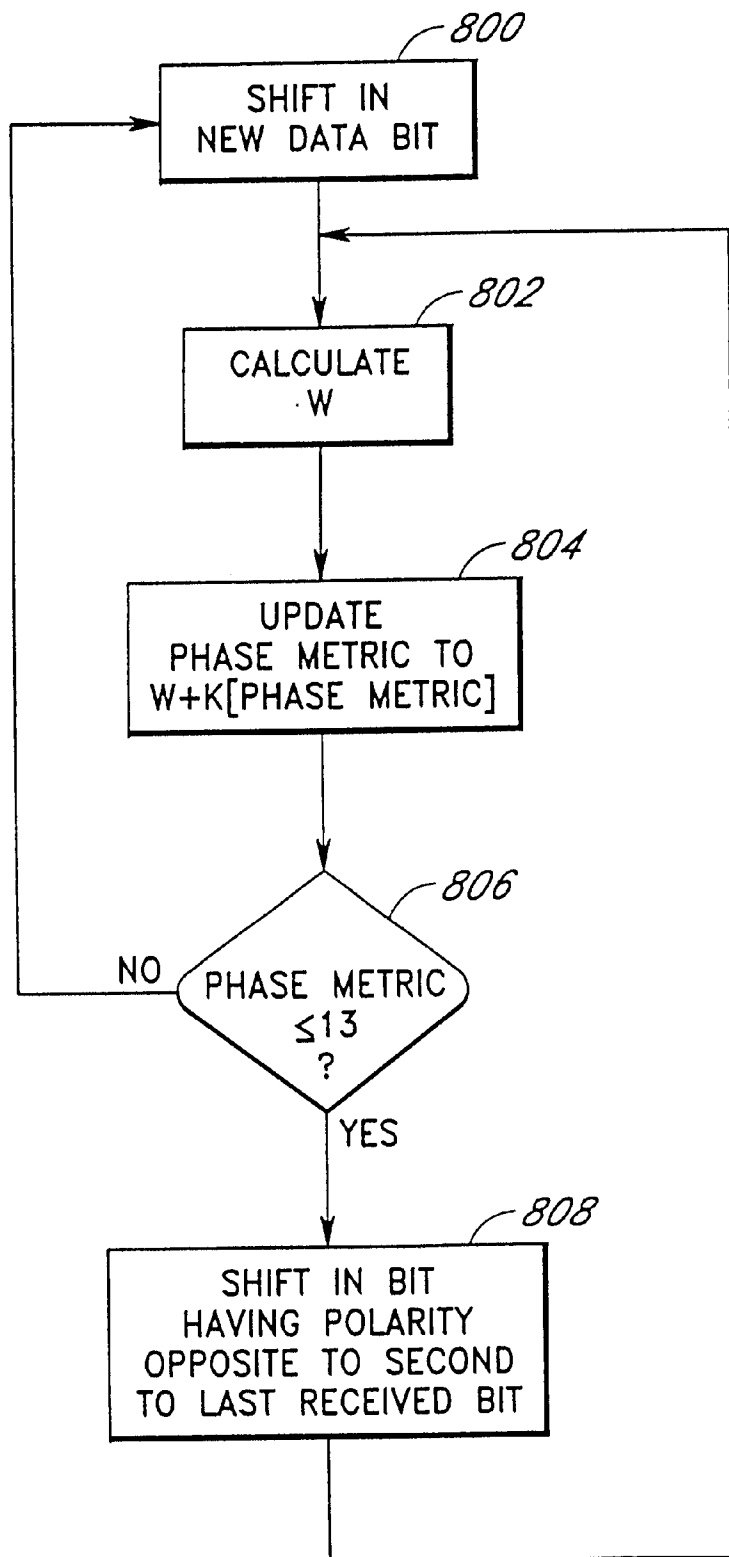 800
SHIFT IN
NEW DATA BIT
802
CALCULATE
W
804
UPDATE
PHASE METRIC TO
W+K[PHASE METRIC]
806
NO
PHASE METRIC
≤13
?
YES
808
SHIFT IN BIT
HAVING POLARITY
OPPOSITE TO SECOND
TO LAST RECEIVED BIT